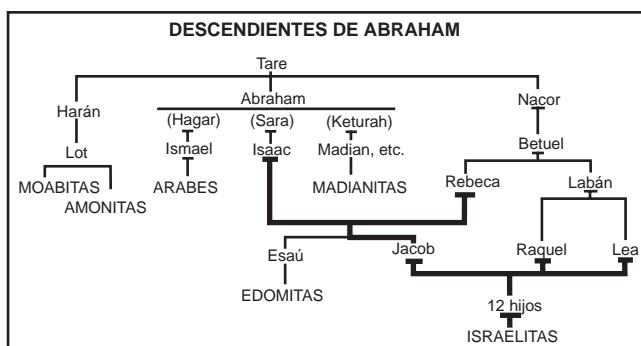 DESCENDIENTES DE ABRAHAM
Tare
Harán Abraham Nacor
(Hagar) (Sara) (Keturah)
Lot Ismael Isaac Madian, etc. Betuel
MOABITAS ARABES MADIANITAS Rebeca Labán
AMONITAS
Esaú Jacob Raquel Lea
EDOMITAS
12 hijos
ISRAELITAS